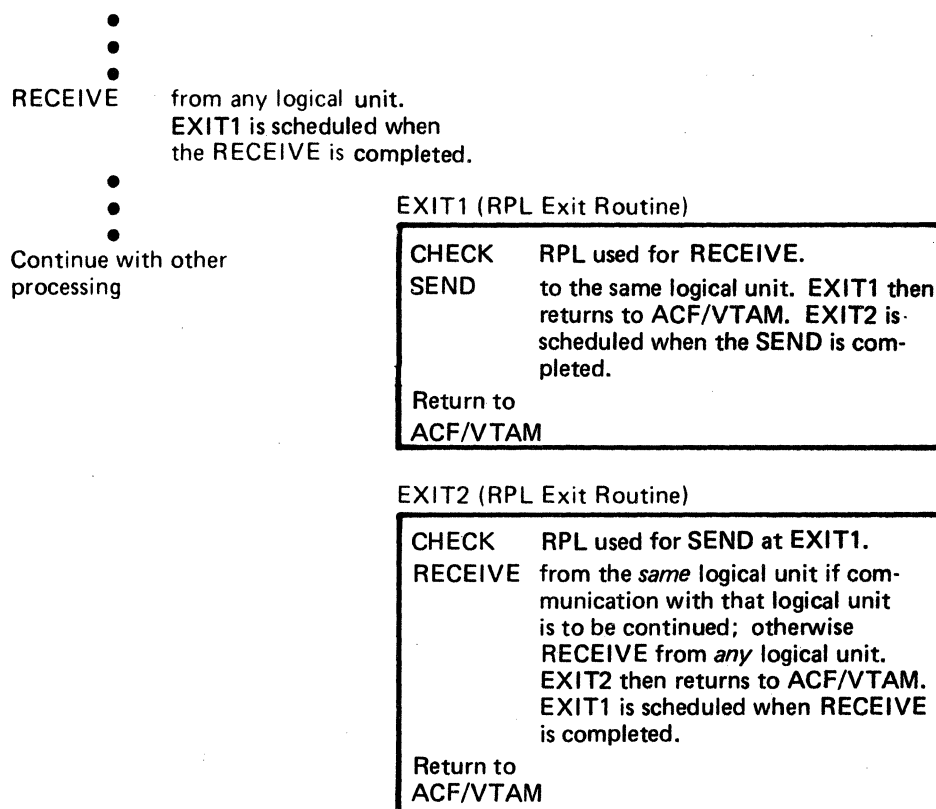 RECEIVE from any logical unit.
EXIT1 is scheduled when
the RECEIVE is completed.
Continue with other
processing
EXIT1 (RPL Exit Routine)
CHECK RPL used for RECEIVE.
SEND to the same logical unit. EXIT1 then
returns to ACF/VTAM. EXIT2 is
scheduled when the SEND is com-
pleted.
Return to
ACF/VTAM
EXIT2 (RPL Exit Routine)
CHECK RPL used for SEND at EXIT1.
RECEIVE from the same logical unit if com-
munication with that logical unit
is to be continued; otherwise
RECEIVE from any logical unit.
EXIT2 then returns to ACF/VTAM.
EXIT1 is scheduled when RECEIVE
is completed.
Return to
ACF/VTAM